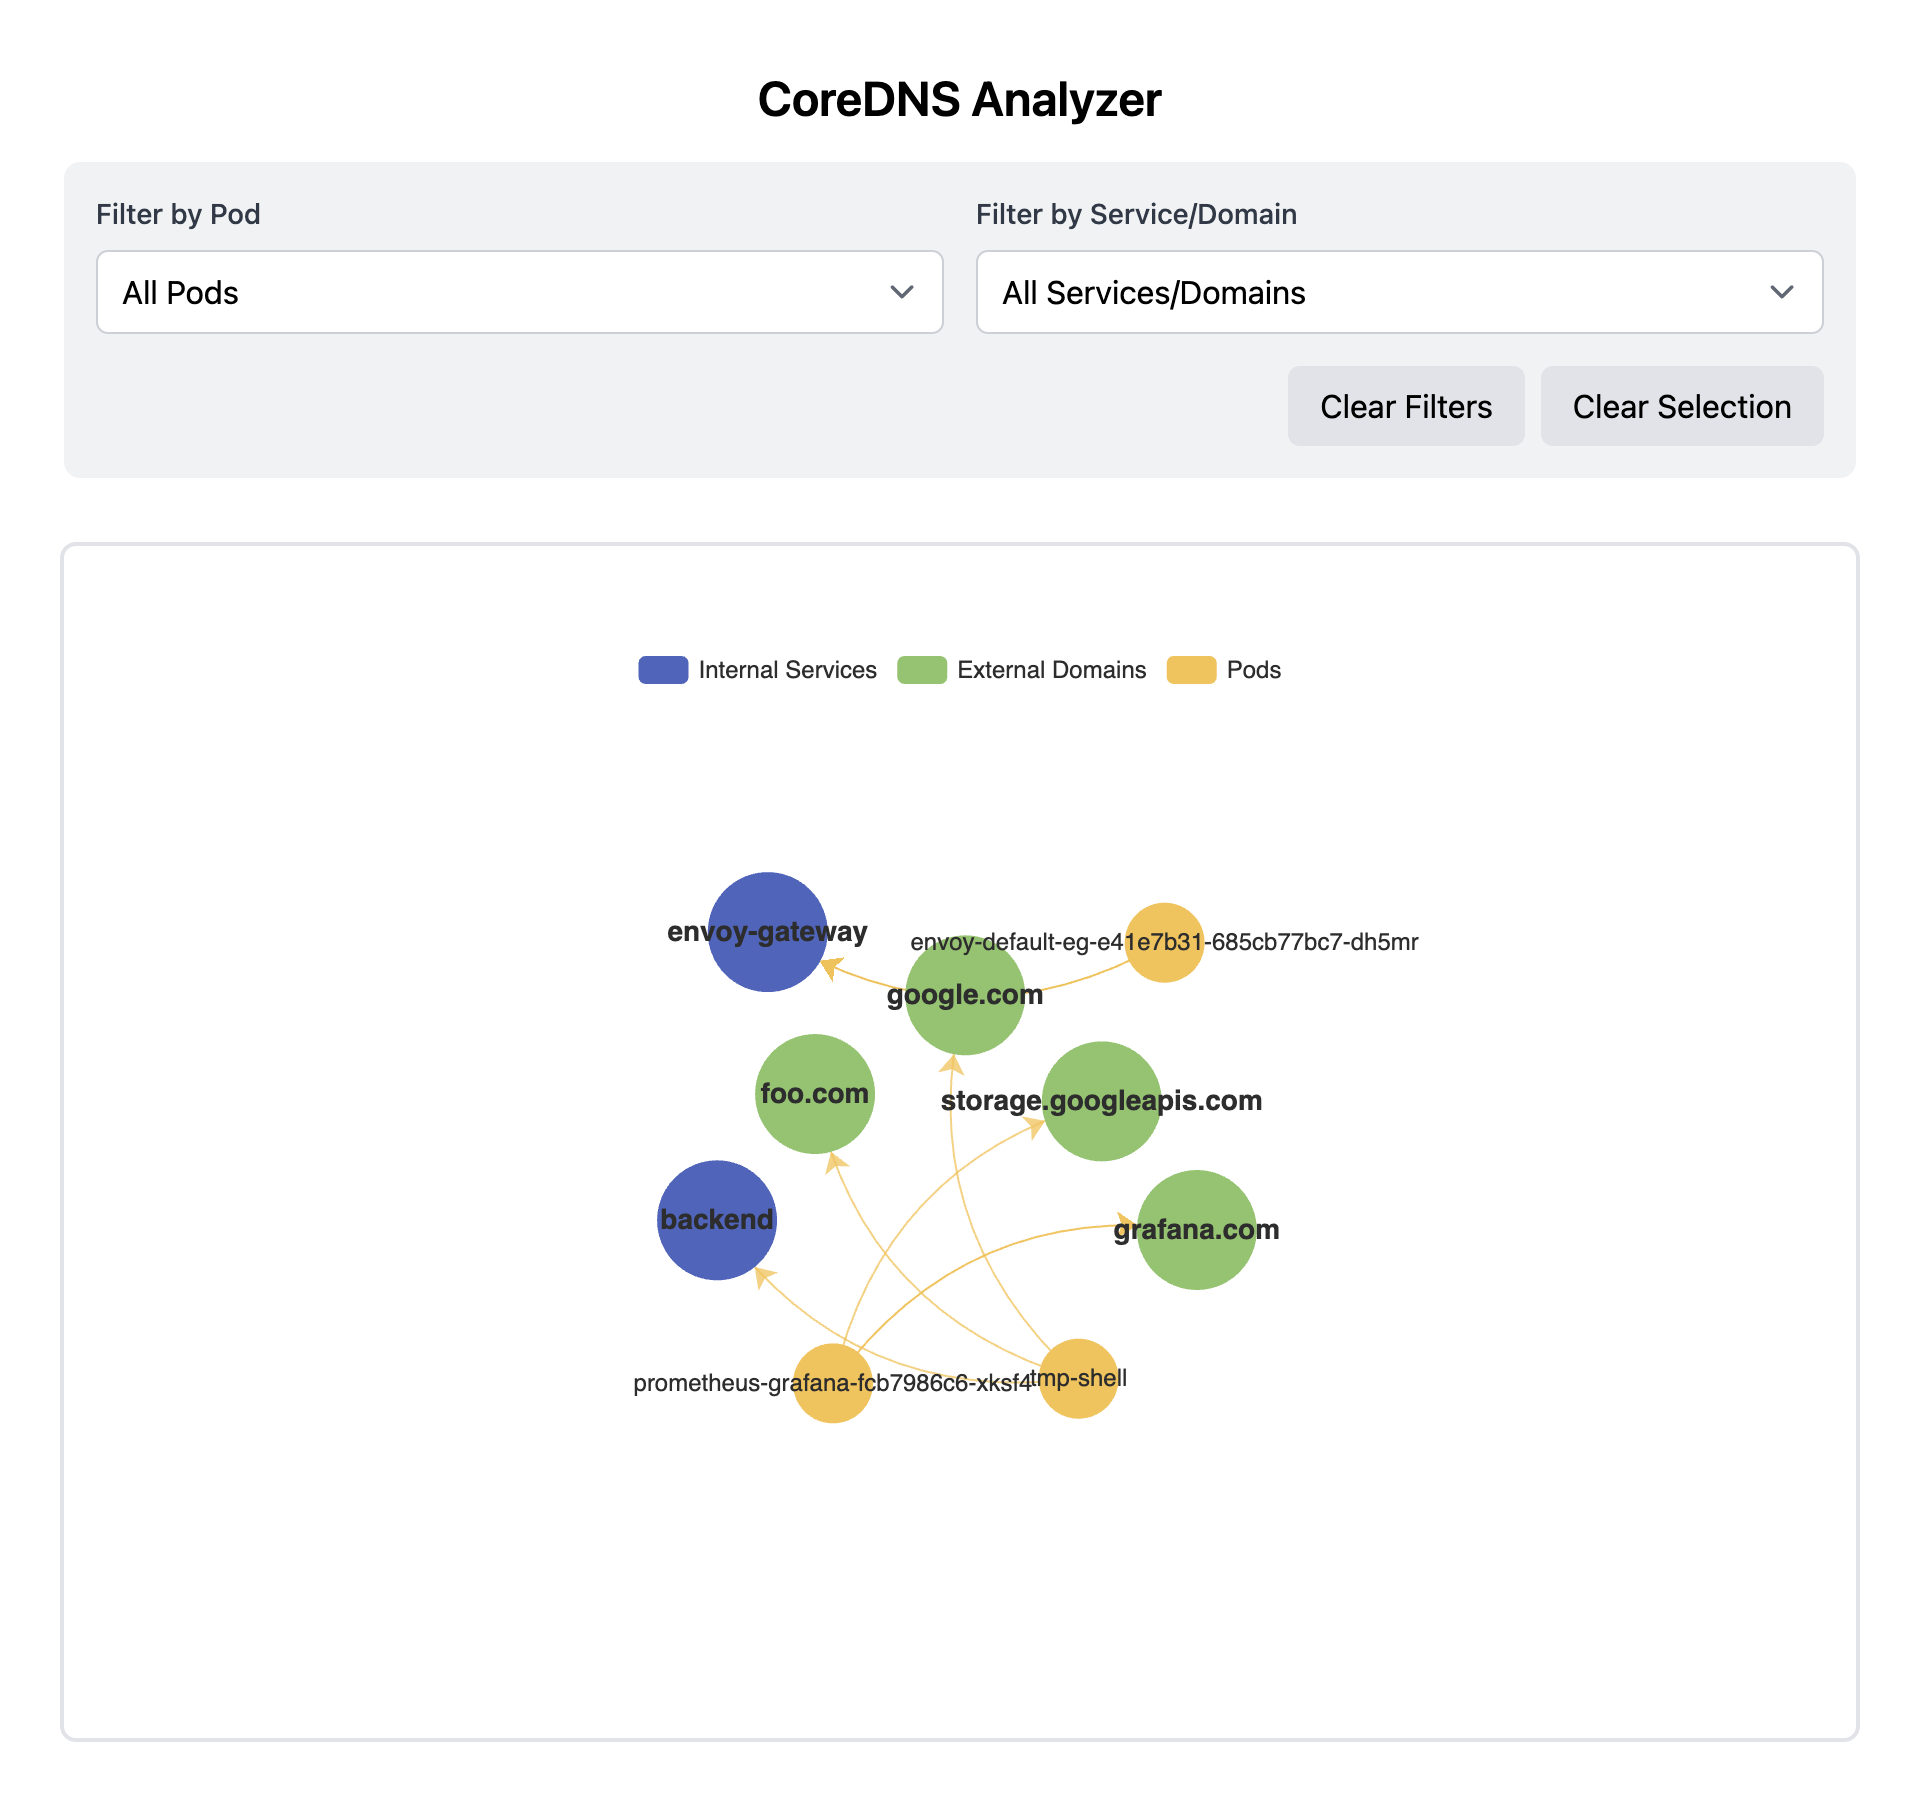 CoreDNS Analyzer
Filter by Pod
Filter by Service/Domain
All Pods
All Services/Domains
Clear Filters
Clear Selection
Internal Services
External Domains
Pods
envoy-gateway
envoy-default-eg-e41e7b31-685cb77bc7-dh5mr
google.com
foo.com
storage.googleapis.com
backend
grafana.com
prometheus-grafana-fcb7986c6-xksf4
tmp-shell